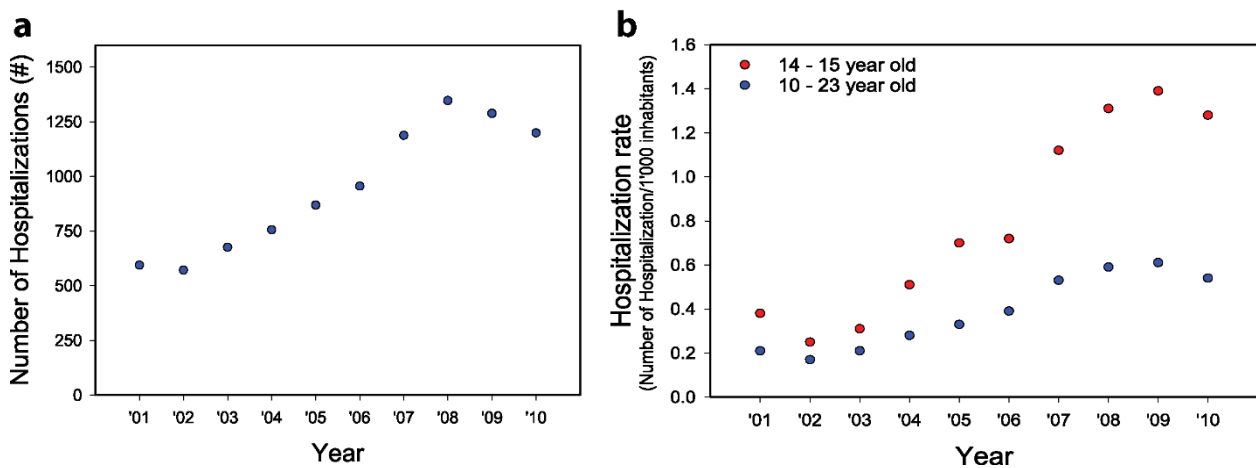 a
Number of Hospitalizations (#)
1500
1250
1000
750
500
250
0
'01 '02 '03 '04 '05 '06 '07 '08 '09 '10
Year
b
Hospitalization rate
(Number of Hospitalization/1'000 inhabitants)
1.6
1.4
1.2
1.0
0.8
0.6
0.4
0.2
0.0
14 - 15 year old
10 - 23 year old
'01 '02 '03 '04 '05 '06 '07 '08 '09 '10
Year